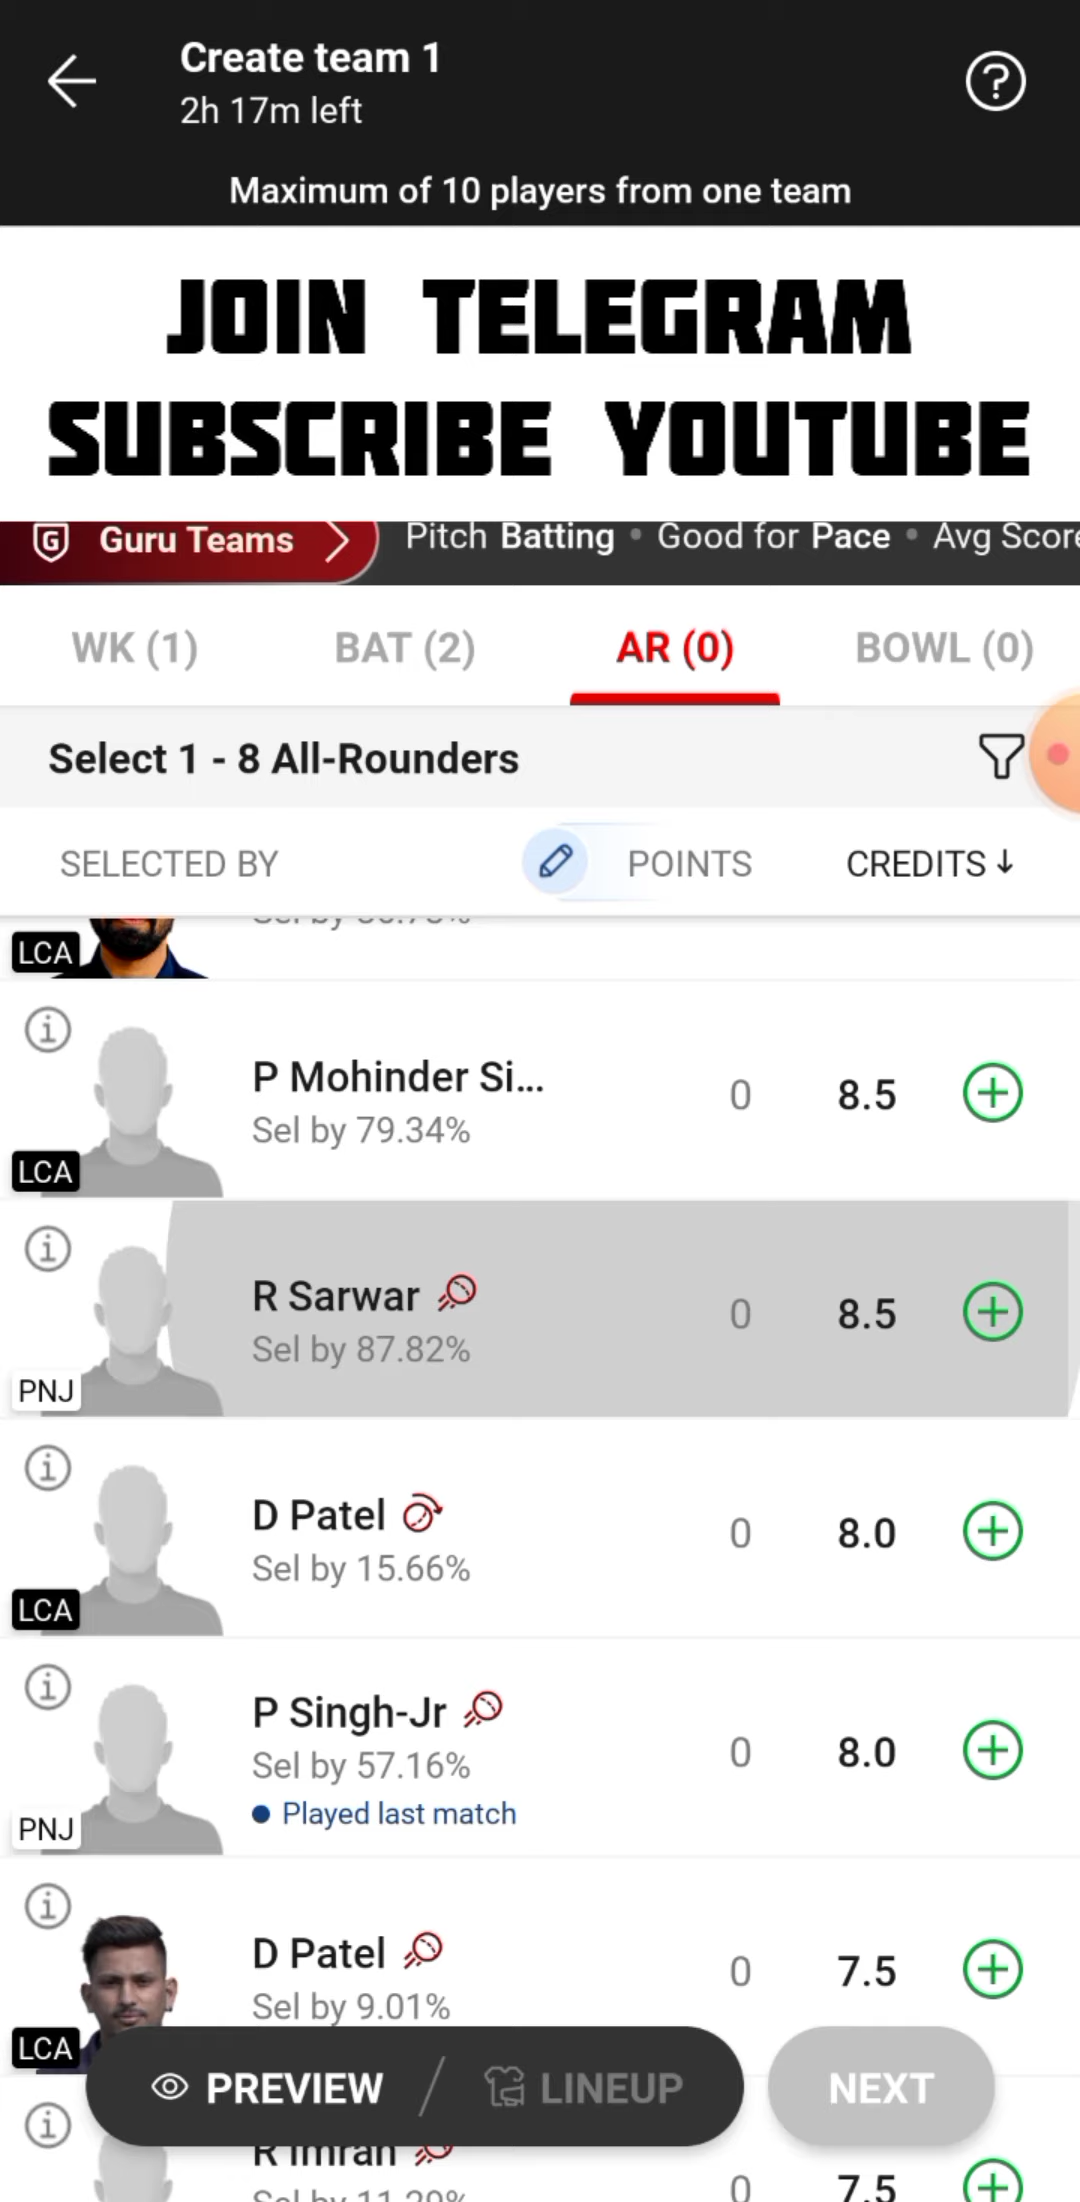 Create team 1
2h 17m left
Maximum of 10 players from one team
JOIN TELEGRAM
SUBSCRIBE YOUTUBE
G Guru Teams Pitch Batting • Good for Pace • Avg Score
WK (1) BAT (2) AR (0) BOWL (0)
Select 1 - 8 All-Rounders
SELECTED BY POINTS CREDITS ↓
LCA
P Mohinder Si... 0 8.5
Sel by 79.34%
LCA
R Sarwar 0 8.5
Sel by 87.82%
PNJ
D Patel 0 8.0
Sel by 15.66%
LCA
P Singh-Jr 0 8.0
Sel by 57.16%
• Played last match
PNJ
D Patel 0 7.5
Sel by 9.01%
LCA
PREVIEW / LINEUP NEXT
R Imran 0 7.5